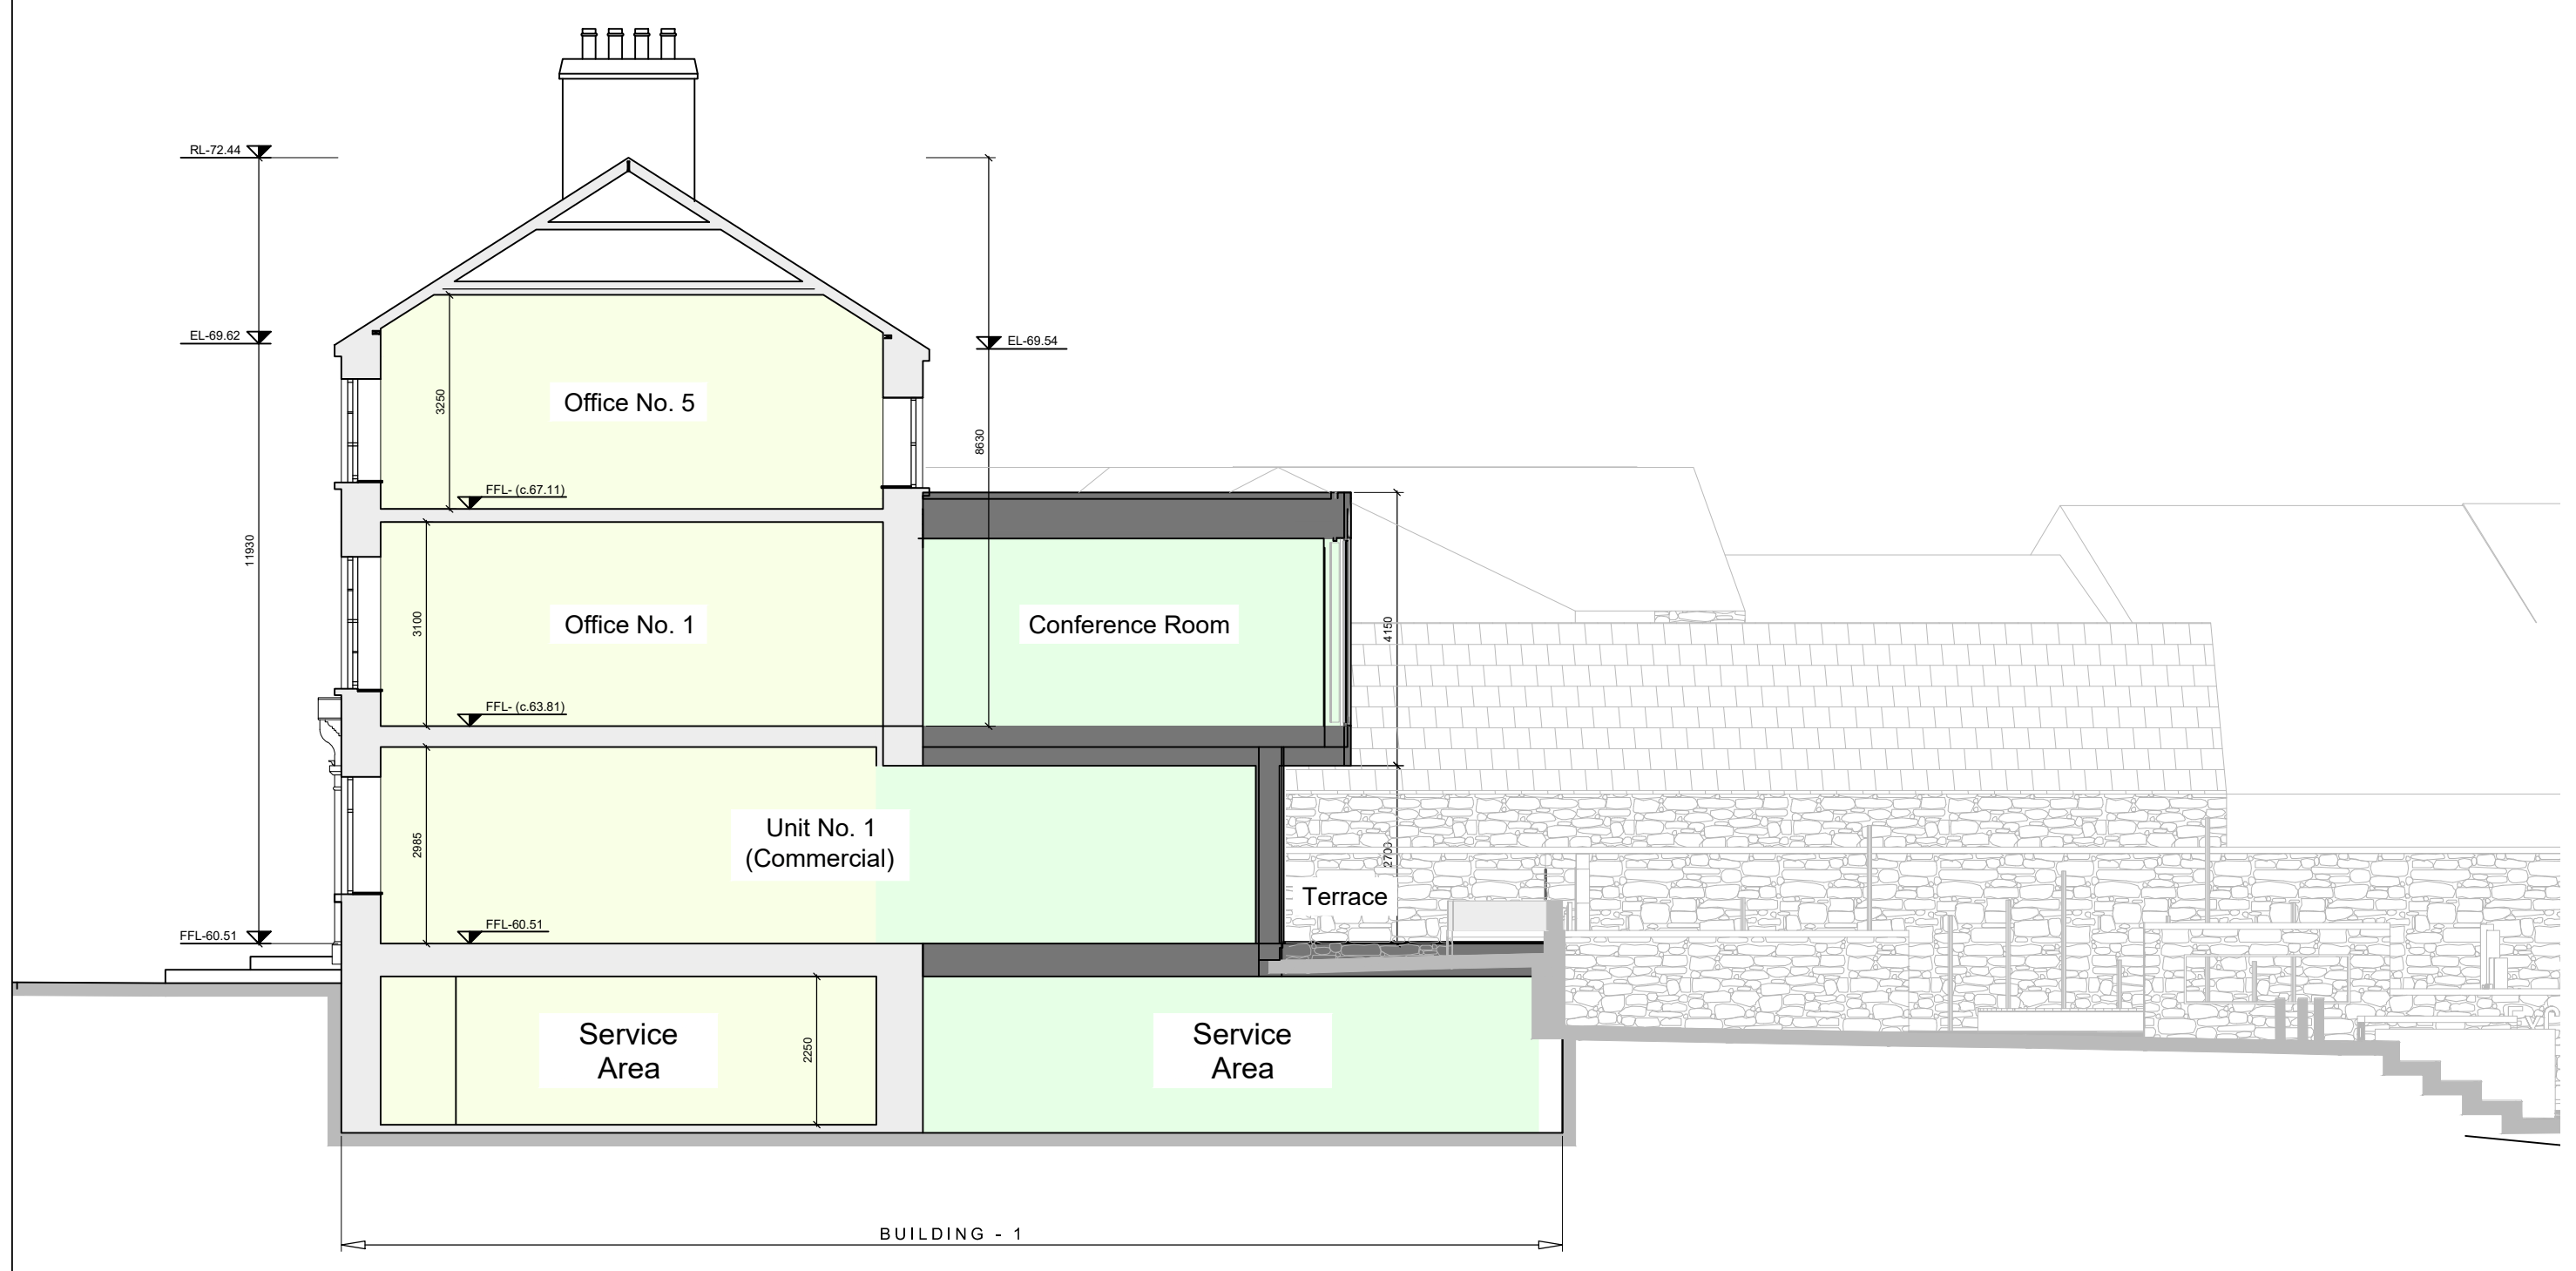 RL-72.44
EL-69.62
EL-69.54
3250
Office No. 5
8630
FFL- (c.67.11)
11930
3100
Office No. 1
Conference Room
4150
FFL- (c.63.81)
2985
Unit No. 1
(Commercial)
2700
Terrace
FFL-60.51
FFL-60.51
Service
Area
2250
Service
Area
BUILDING - 1